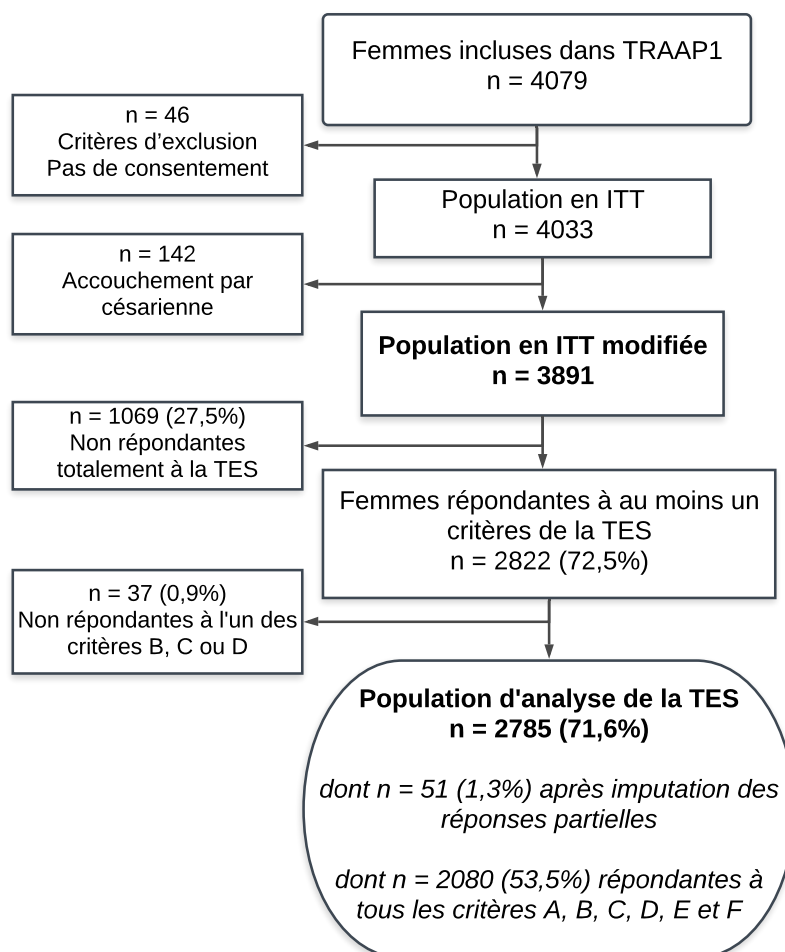 Femmes incluses dans TRAAP1
n = 4079
n = 46
Critères d’exclusion
Pas de consentement
Population en ITT
n = 4033
n = 142
Accouchement par
césarienne
Population en ITT modifiée
n = 3891
n = 1069 (27,5%)
Non répondantes
totalement à la TES
Femmes répondantes à au moins un
critères de la TES
n = 2822 (72,5%)
n = 37 (0,9%)
Non répondantes à l'un des
critères B, C ou D
Population d'analyse de la TES
n = 2785 (71,6%)
dont n = 51 (1,3%) après imputation des
réponses partielles
dont n = 2080 (53,5%) répondantes à
tous les critères A, B, C, D, E et F